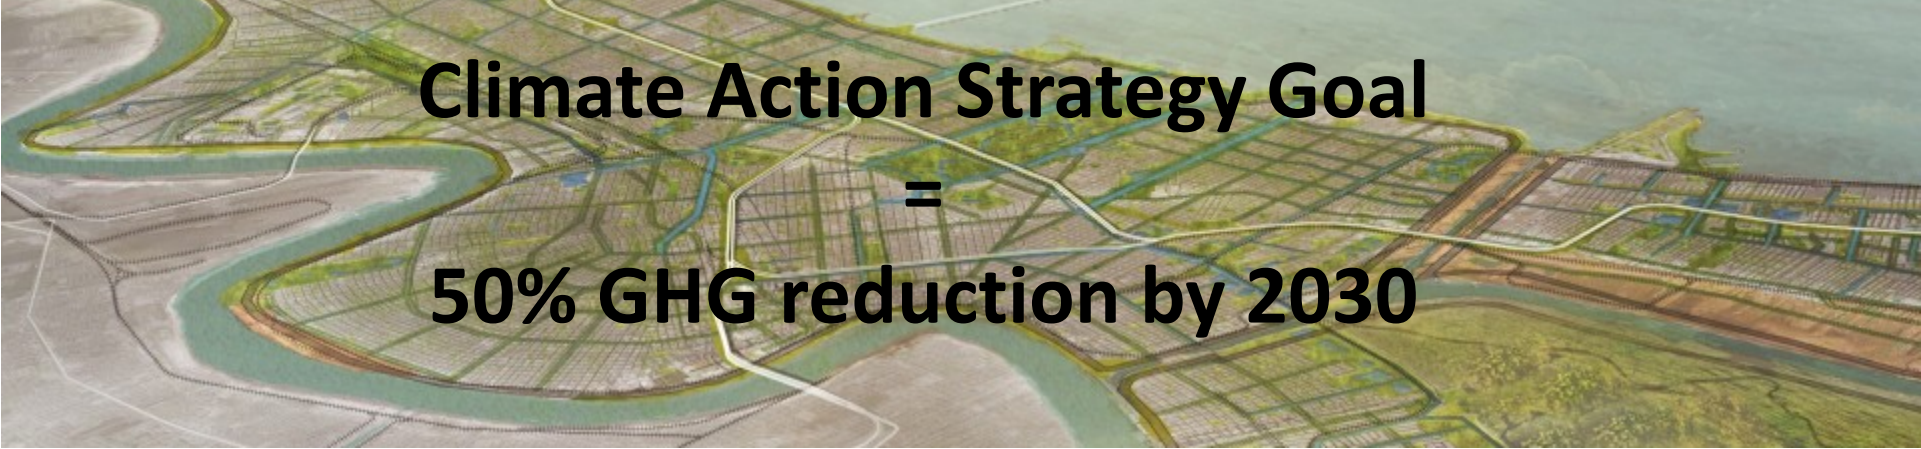 Climate Action Strategy Goal
=
50% GHG reduction by 2030